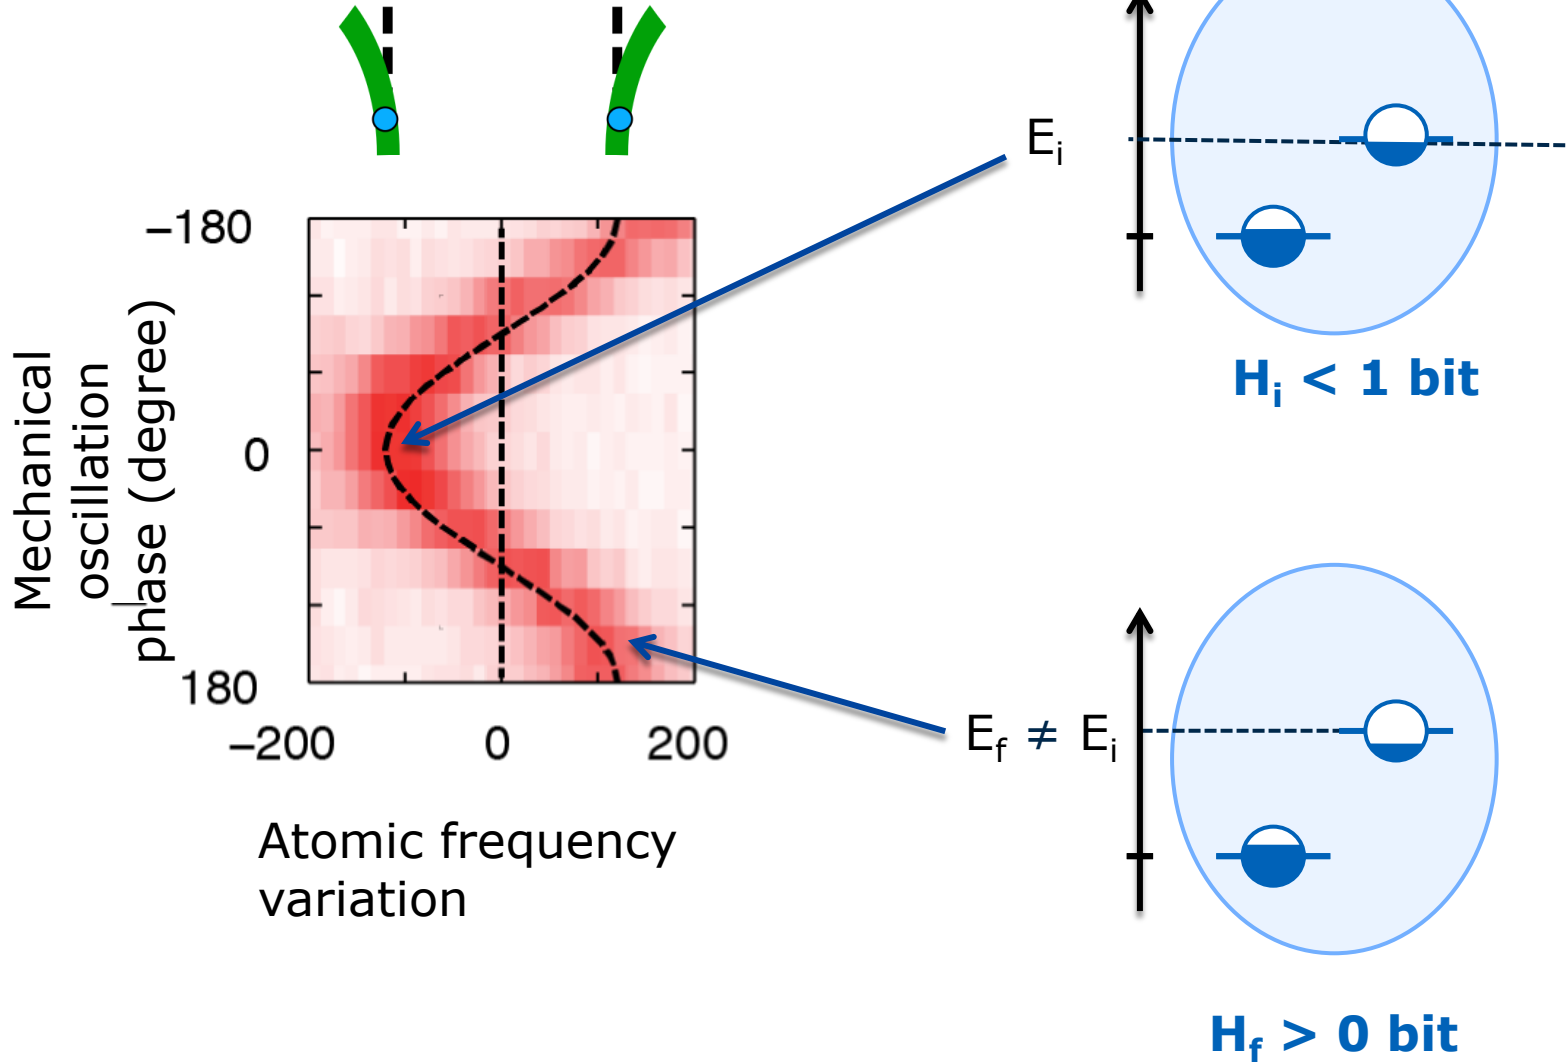 E_i
H_i < 1 bit
Mechanical
oscillation
phase (degree)
−180
0
180
−200 0 200
Atomic frequency
variation
E_f ≠ E_i
H_f > 0 bit